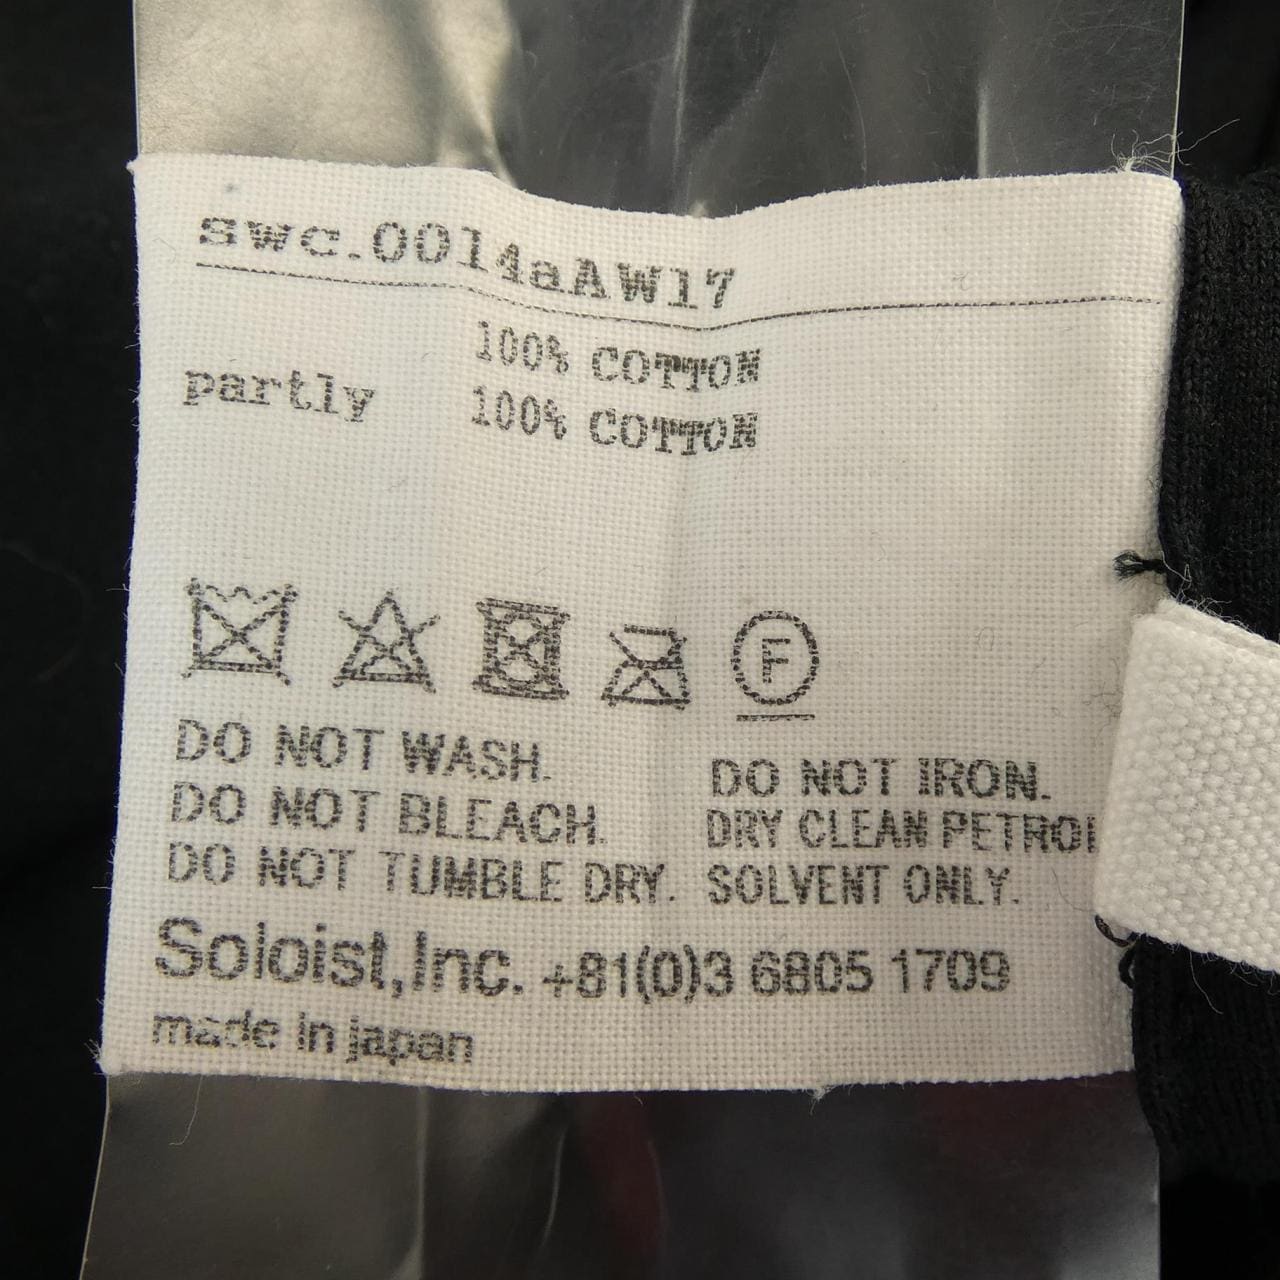 swc.0014aAW17
100% COTTON
partly 100% COTTON
F
DO NOT WASH.
DO NOT BLEACH.
DO NOT TUMBLE DRY.
DO NOT IRON.
DRY CLEAN PETROL
SOLVENT ONLY.
Soloist,Inc. +81(0)3 6805 1709
made in japan